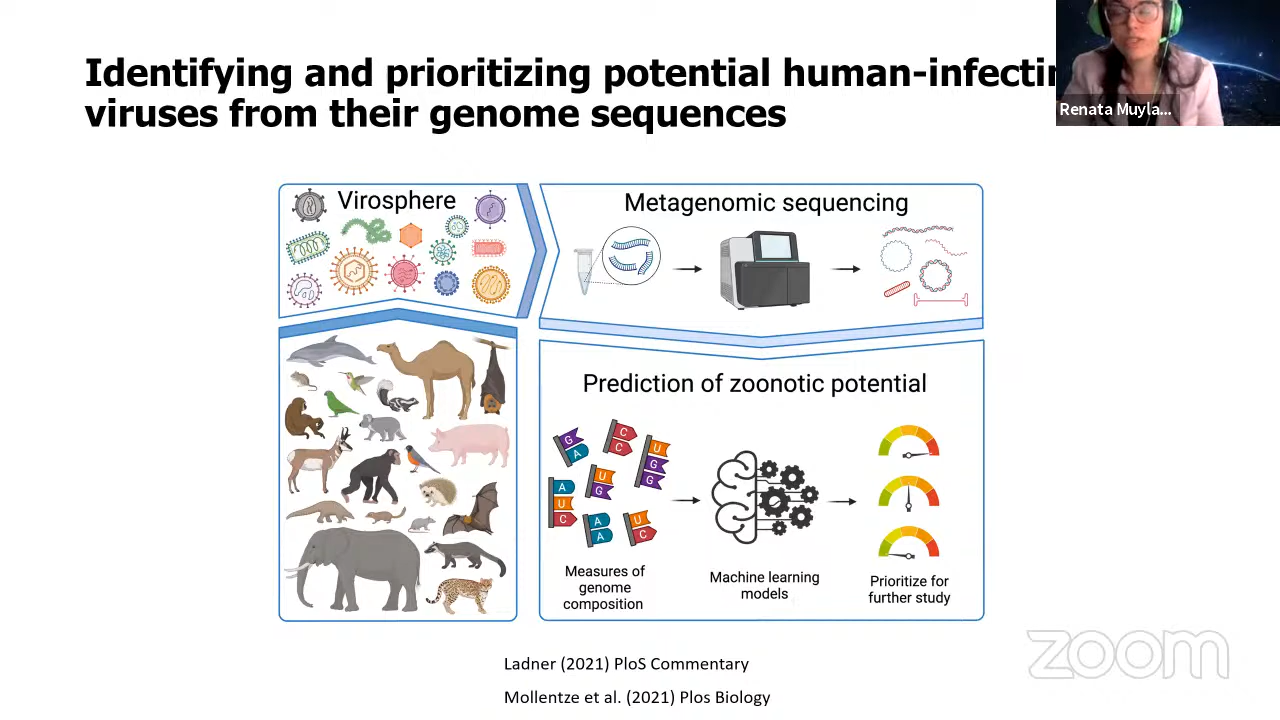 Identifying and prioritizing potential human-infectin
viruses from their genome sequences
Renata Muyla...
Virosphere
Metagenomic sequencing
Prediction of zoonotic potential
G
A
C
C
U
G
G
U
G
A
U
C
A
A
U
C
Measures of
genome
composition
Machine learning
models
Prioritize for
further study
Ladner (2021) PloS Commentary
Mollentze et al. (2021) Plos Biology
zoom